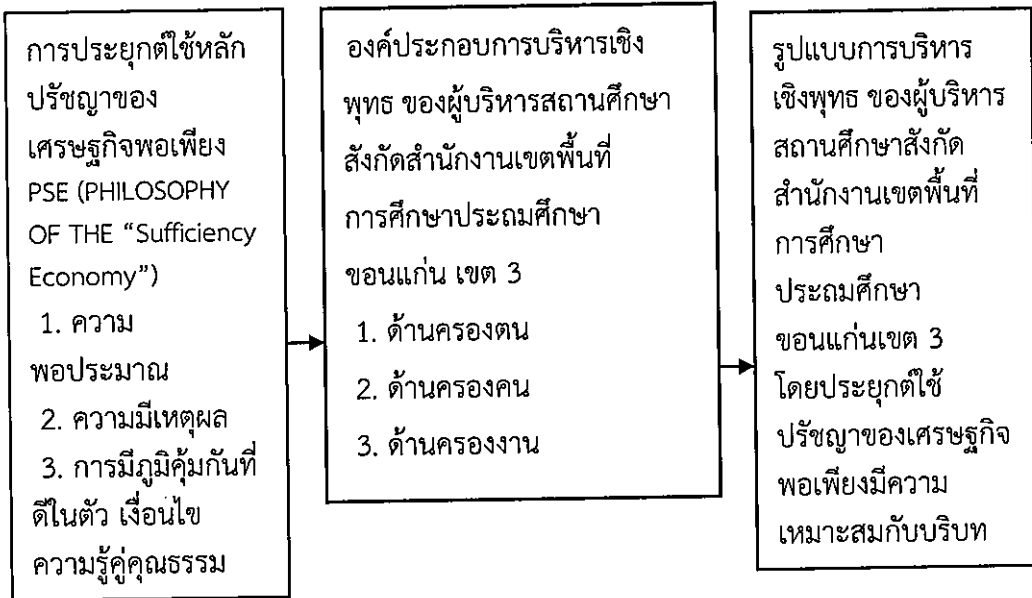 การประยุกต์ใช้หลัก
ปรัชญาของ
เศรษฐกิจพอเพียง
PSE (PHILOSOPHY
OF THE “Sufficiency
Economy”)
1. ความ
พอประมาณ
2. ความมีเหตุผล
3. การมีภูมิคุ้มกันที่
ดีในตัว เงื่อนไข
ความรู้คู่คุณธรรม
องค์ประกอบการบริหารเชิง
พุทธ ของผู้บริหารสถานศึกษา
สังกัดสำนักงานเขตพื้นที่
การศึกษาประถมศึกษา
ขอนแก่น เขต 3
1. ด้านครองตน
2. ด้านครองคน
3. ด้านครองงาน
รูปแบบการบริหาร
เชิงพุทธ ของผู้บริหาร
สถานศึกษาสังกัด
สำนักงานเขตพื้นที่
การศึกษา
ประถมศึกษา
ขอนแก่นเขต 3
โดยประยุกต์ใช้
ปรัชญาของเศรษฐกิจ
พอเพียงมีความ
เหมาะสมกับบริบท